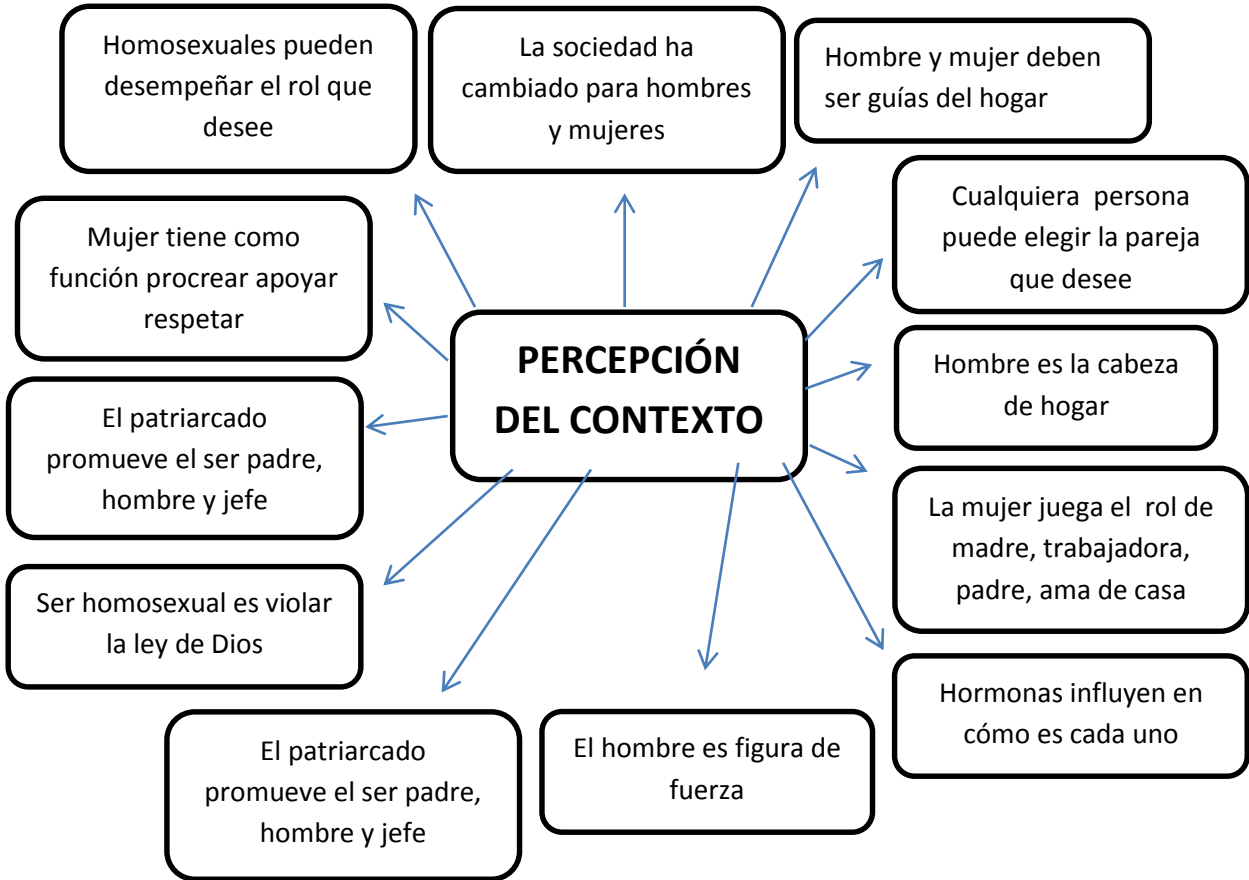 Homosexuales pueden
desempeñar el rol que
desee
La sociedad ha
cambiado para hombres
y mujeres
Hombre y mujer deben
ser guías del hogar
Cualquiera persona
puede elegir la pareja
que desee
Mujer tiene como
función procrear apoyar
respetar
PERCEPCIÓN
DEL CONTEXTO
Hombre es la cabeza
de hogar
El patriarcado
promueve el ser padre,
hombre y jefe
La mujer juega el rol de
madre, trabajadora,
padre, ama de casa
Ser homosexual es violar
la ley de Dios
Hormonas influyen en
cómo es cada uno
El patriarcado
promueve el ser padre,
hombre y jefe
El hombre es figura de
fuerza